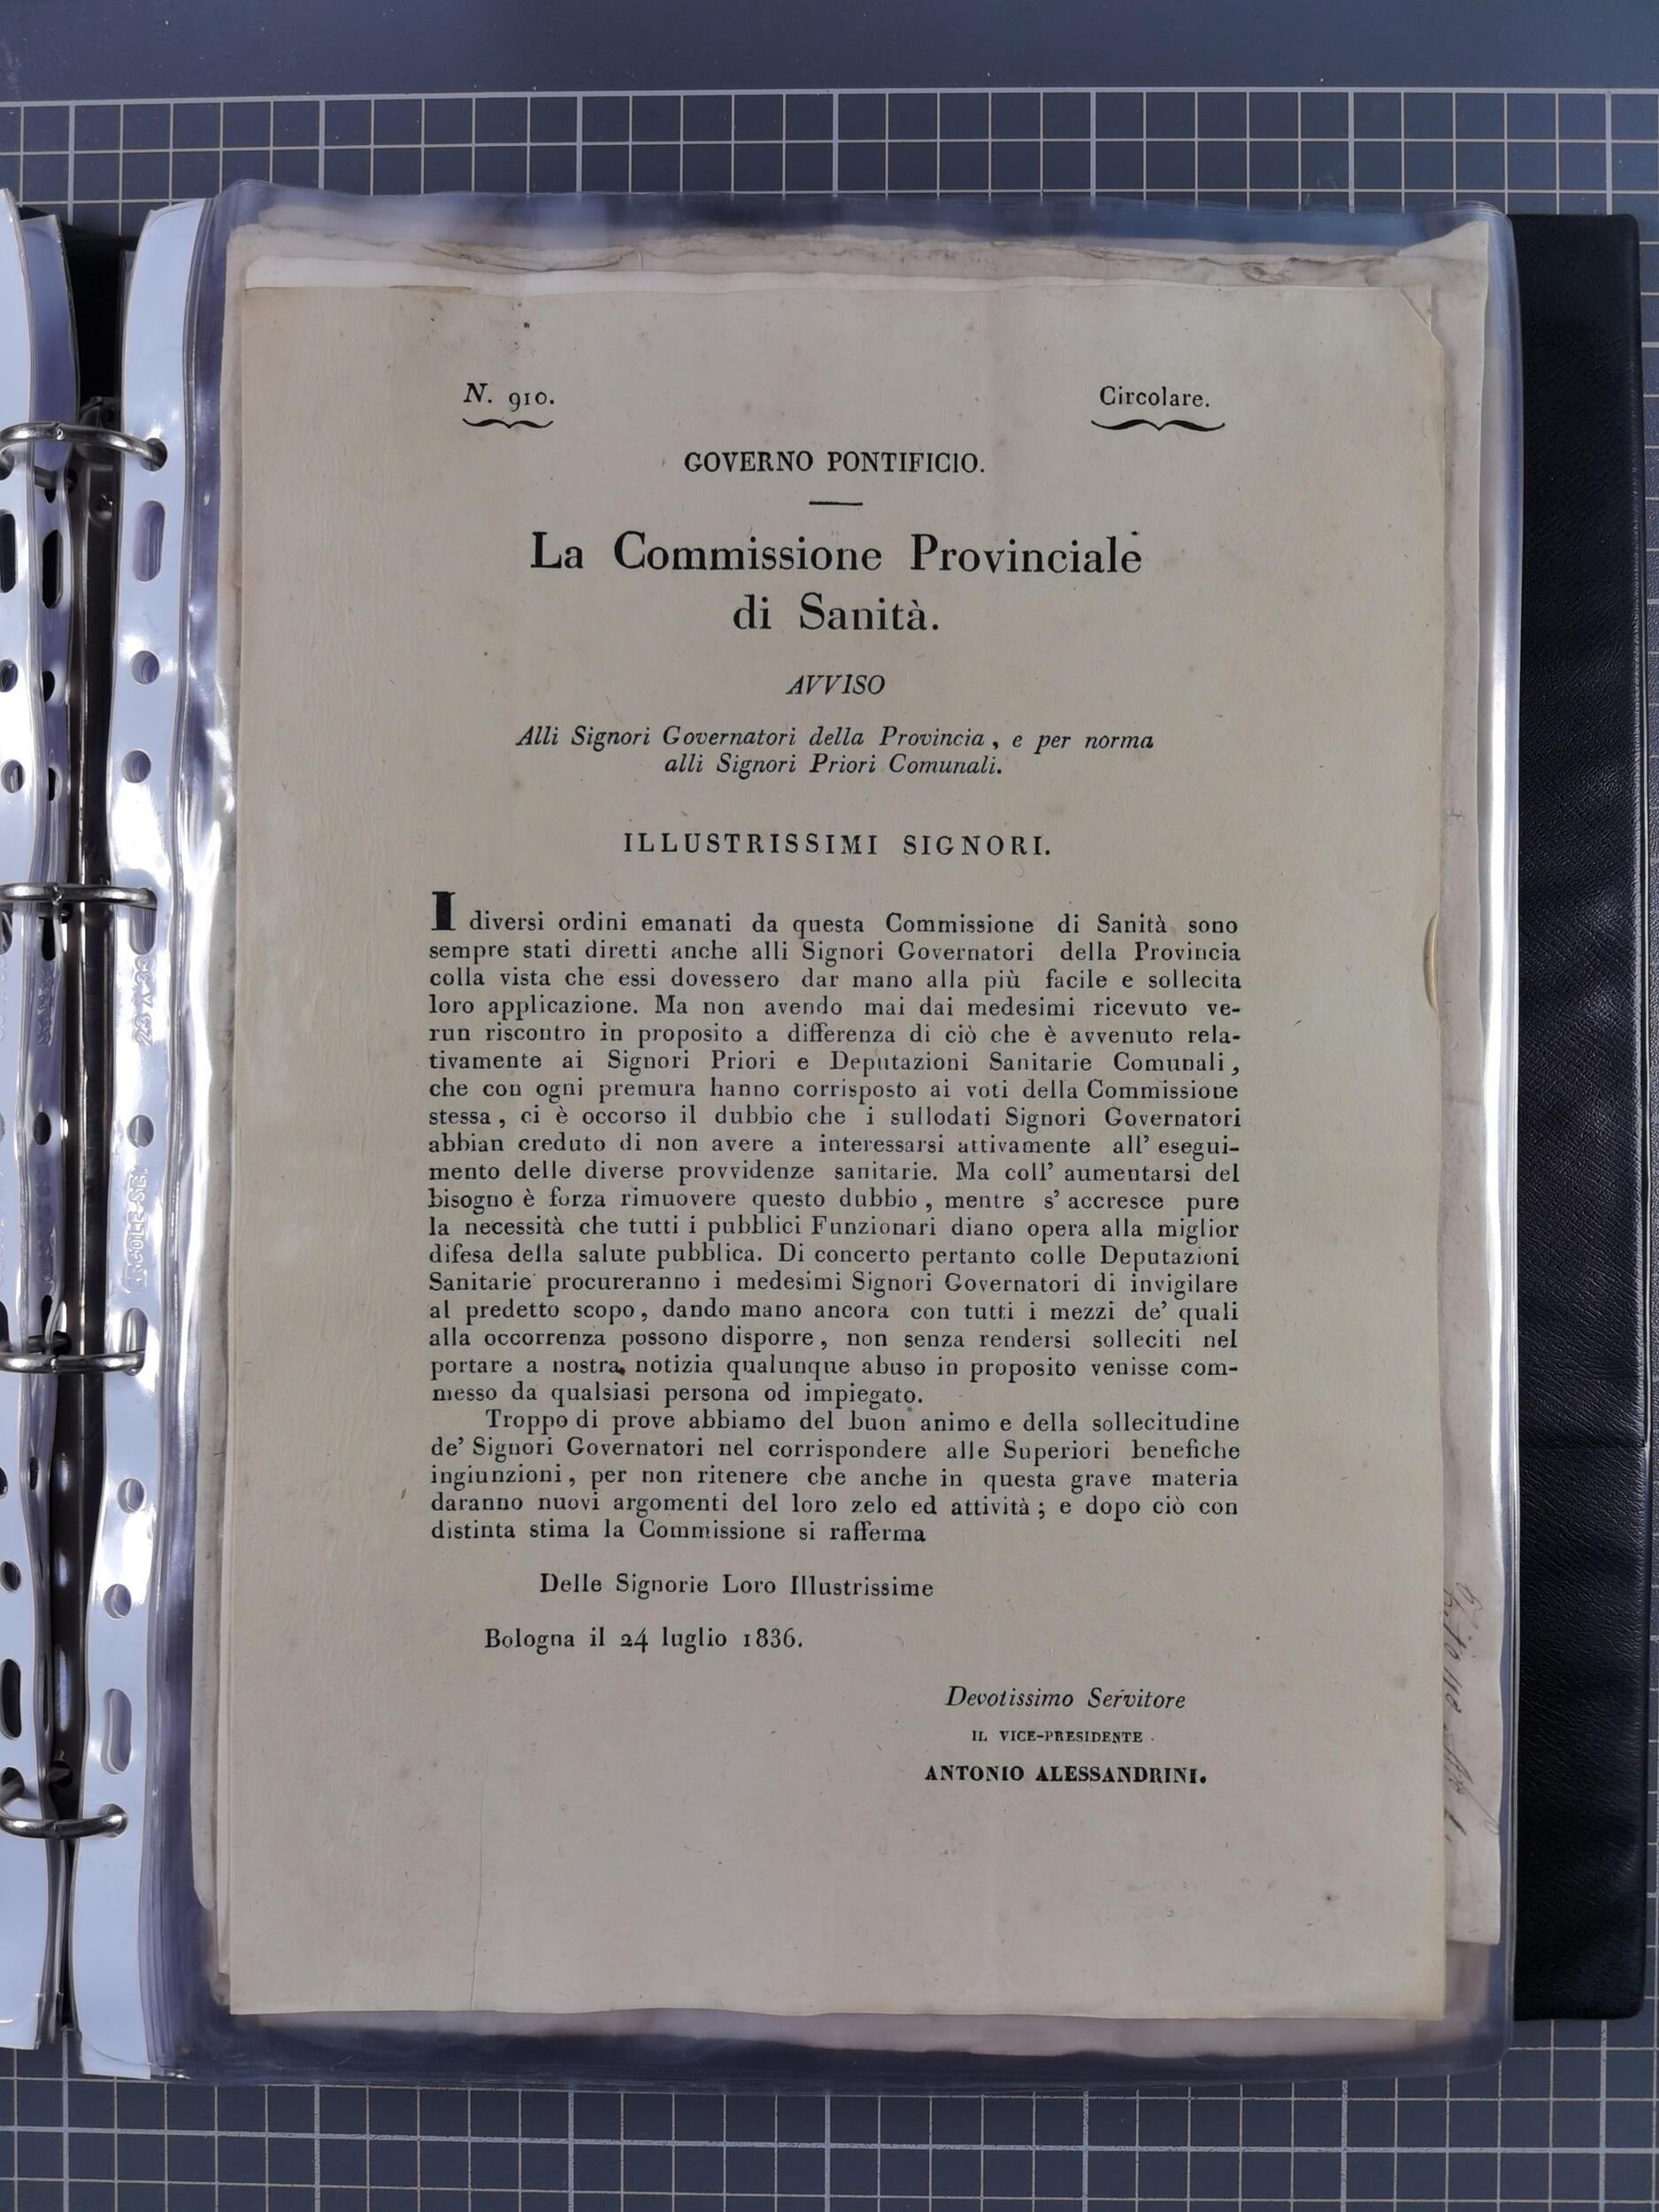 N. 910.
Circolare.
GOVERNO PONTIFICIO.
La Commissione Provinciale
di Sanità.
AVVISO
Alli Signori Governatori della Provincia, e per norma
alli Signori Priori Comunali.
ILLUSTRISSIMI SIGNORI.
I diversi ordini emanati da questa Commissione di Sanità sono
sempre stati diretti anche alli Signori Governatori della Provincia
colla vista che essi dovessero dar mano alla più facile e sollecita
loro applicazione. Ma non avendo mai dai medesimi ricevuto ve-
run riscontro in proposito a differenza di ciò che è avvenuto rela-
tivamente ai Signori Priori e Deputazioni Sanitarie Comunali,
che con ogni premura hanno corrisposto ai voti della Commissione
stessa, ci è occorso il dubbio che i sullodati Signori Governatori
abbian creduto di non avere a interessarsi attivamente all' esegui-
mento delle diverse provvidenze sanitarie. Ma coll' aumentarsi del
bisogno è forza rimuovere questo dubbio, mentre s' accresce pure
la necessità che tutti i pubblici Funzionari diano opera alla miglior
difesa della salute pubblica. Di concerto pertanto colle Deputazioni
Sanitarie procureranno i medesimi Signori Governatori di invigilare
al predetto scopo, dando mano ancora con tutti i mezzi de' quali
alla occorrenza possono disporre, non senza rendersi solleciti nel
portare a nostra notizia qualunque abuso in proposito venisse com-
messo da qualsiasi persona od impiegato.
Troppo di prove abbiamo del buon animo e della sollecitudine
de' Signori Governatori nel corrispondere alle Superiori benefiche
ingiunzioni, per non ritenere che anche in questa grave materia
daranno nuovi argomenti del loro zelo ed attività; e dopo ciò con
distinta stima la Commissione si rafferma
Delle Signorie Loro Illustrissime
Bologna il 24 luglio 1836.
Devotissimo Servitore
IL VICE-PRESIDENTE
ANTONIO ALESSANDRINI.